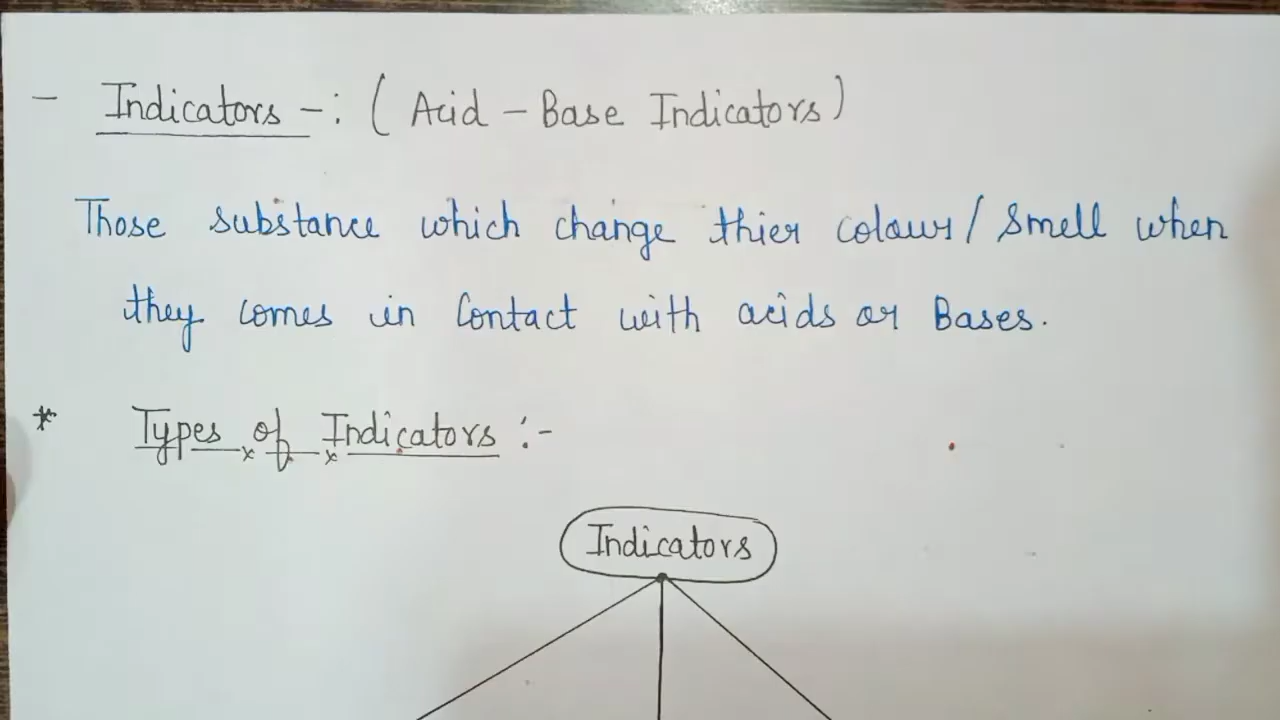 - Indicators -: ( Acid - Base Indicators )
Those substance which change thier colour / Smell when
they comes in Contact with acids or Bases.
* Types of Indicators :-
Indicators